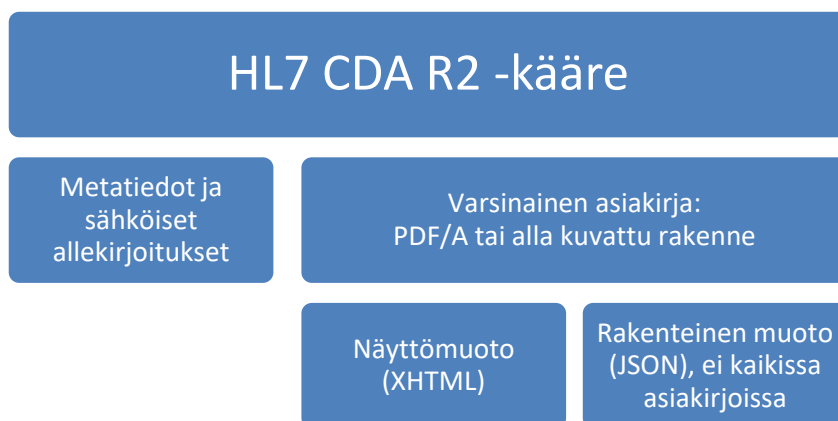 HL7 CDA R2 -kääre
Metatiedot ja
sähköiset
allekirjoitukset
Varsinainen asiakirja:
PDF/A tai alla kuvattu rakenne
Näyttömuoto
(XHTML)
Rakenteinen muoto
(JSON), ei kaikissa
asiakirjoissa